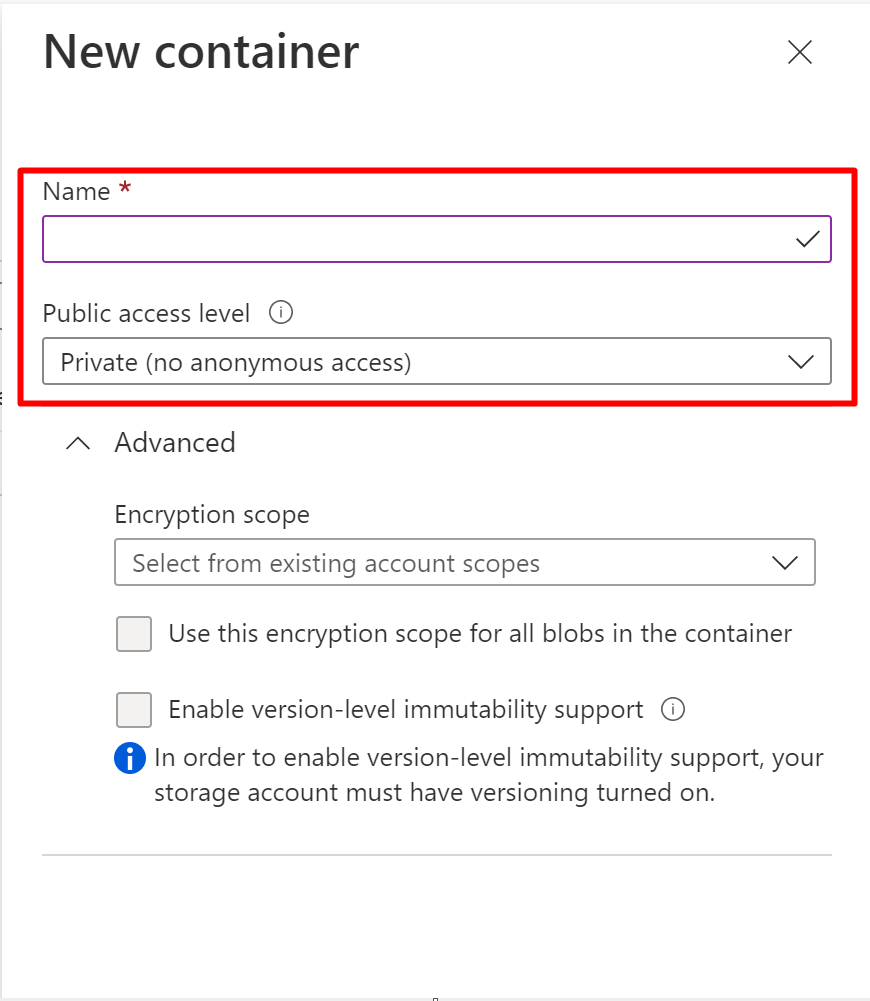 New container
Name *
Public access level
Private (no anonymous access)
Advanced
Encryption scope
Select from existing account scopes
Use this encryption scope for all blobs in the container
Enable version-level immutability support
In order to enable version-level immutability support, your
storage account must have versioning turned on.